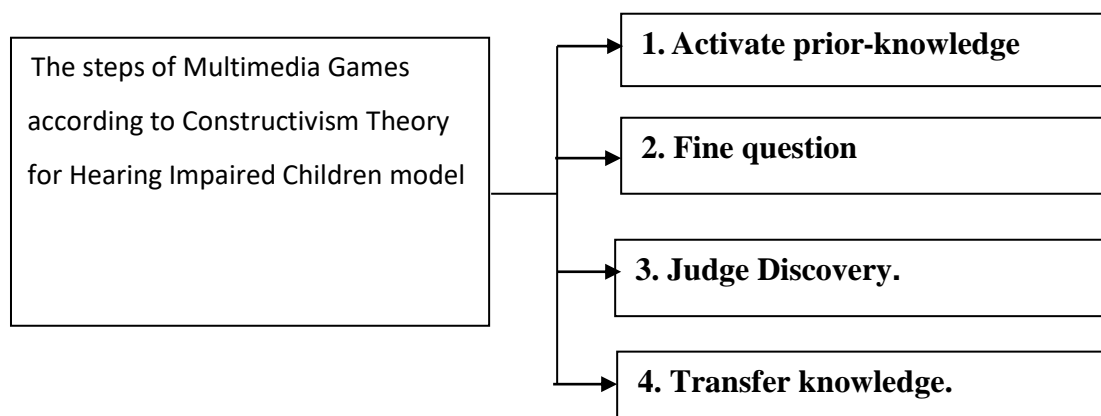 The steps of Multimedia Games
according to Constructivism Theory
for Hearing Impaired Children model
1. Activate prior-knowledge
2. Fine question
3. Judge Discovery.
4. Transfer knowledge.